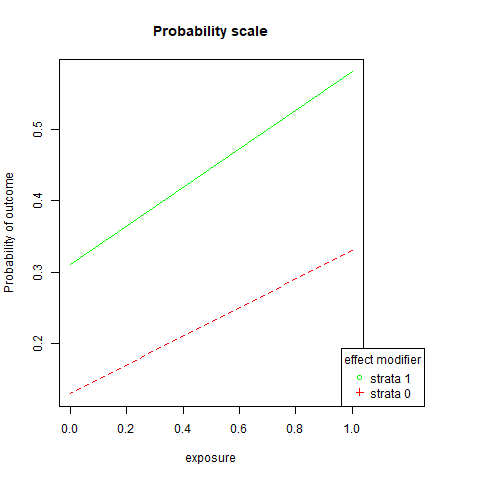 Probability scale
Probability of outcome
0.5
0.4
0.3
0.2
0.0 0.2 0.4 0.6 0.8 1.0
exposure
effect modifier
strata 1
strata 0